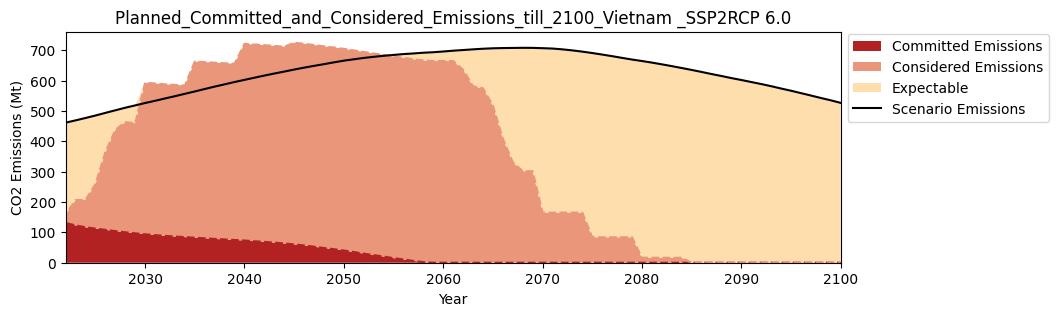 Planned_Committed_and_Considered_Emissions_till_2100_Vietnam _SSP2RCP 6.0
Committed Emissions
Considered Emissions
Expectable
Scenario Emissions
CO2 Emissions (Mt)
700
600
500
400
300
200
100
0
2030
2040
2050
2060
2070
2080
2090
2100
Year